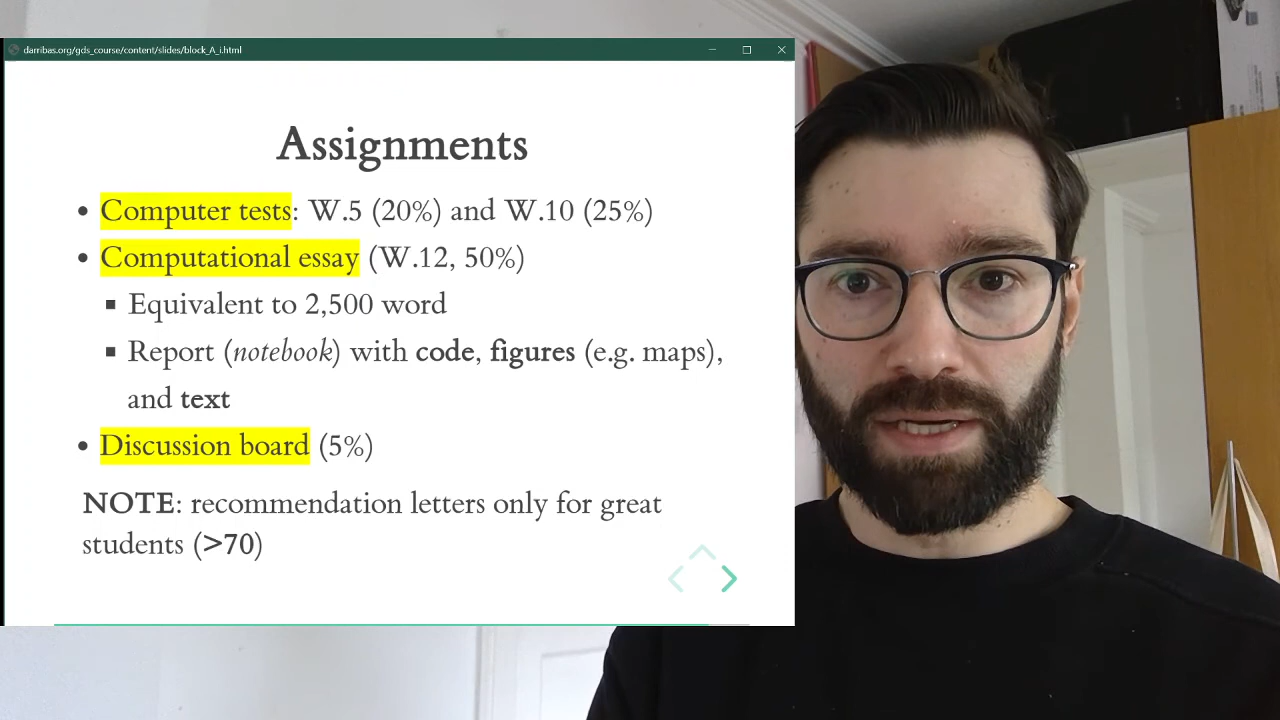 darribas.org/gds_course/content/slides/block_A_i.html
Assignments
• Computer tests: W.5 (20%) and W.10 (25%)
• Computational essay (W.12, 50%)
▪ Equivalent to 2,500 word
▪ Report (notebook) with code, figures (e.g. maps),
and text
• Discussion board (5%)
NOTE: recommendation letters only for great
students (>70)